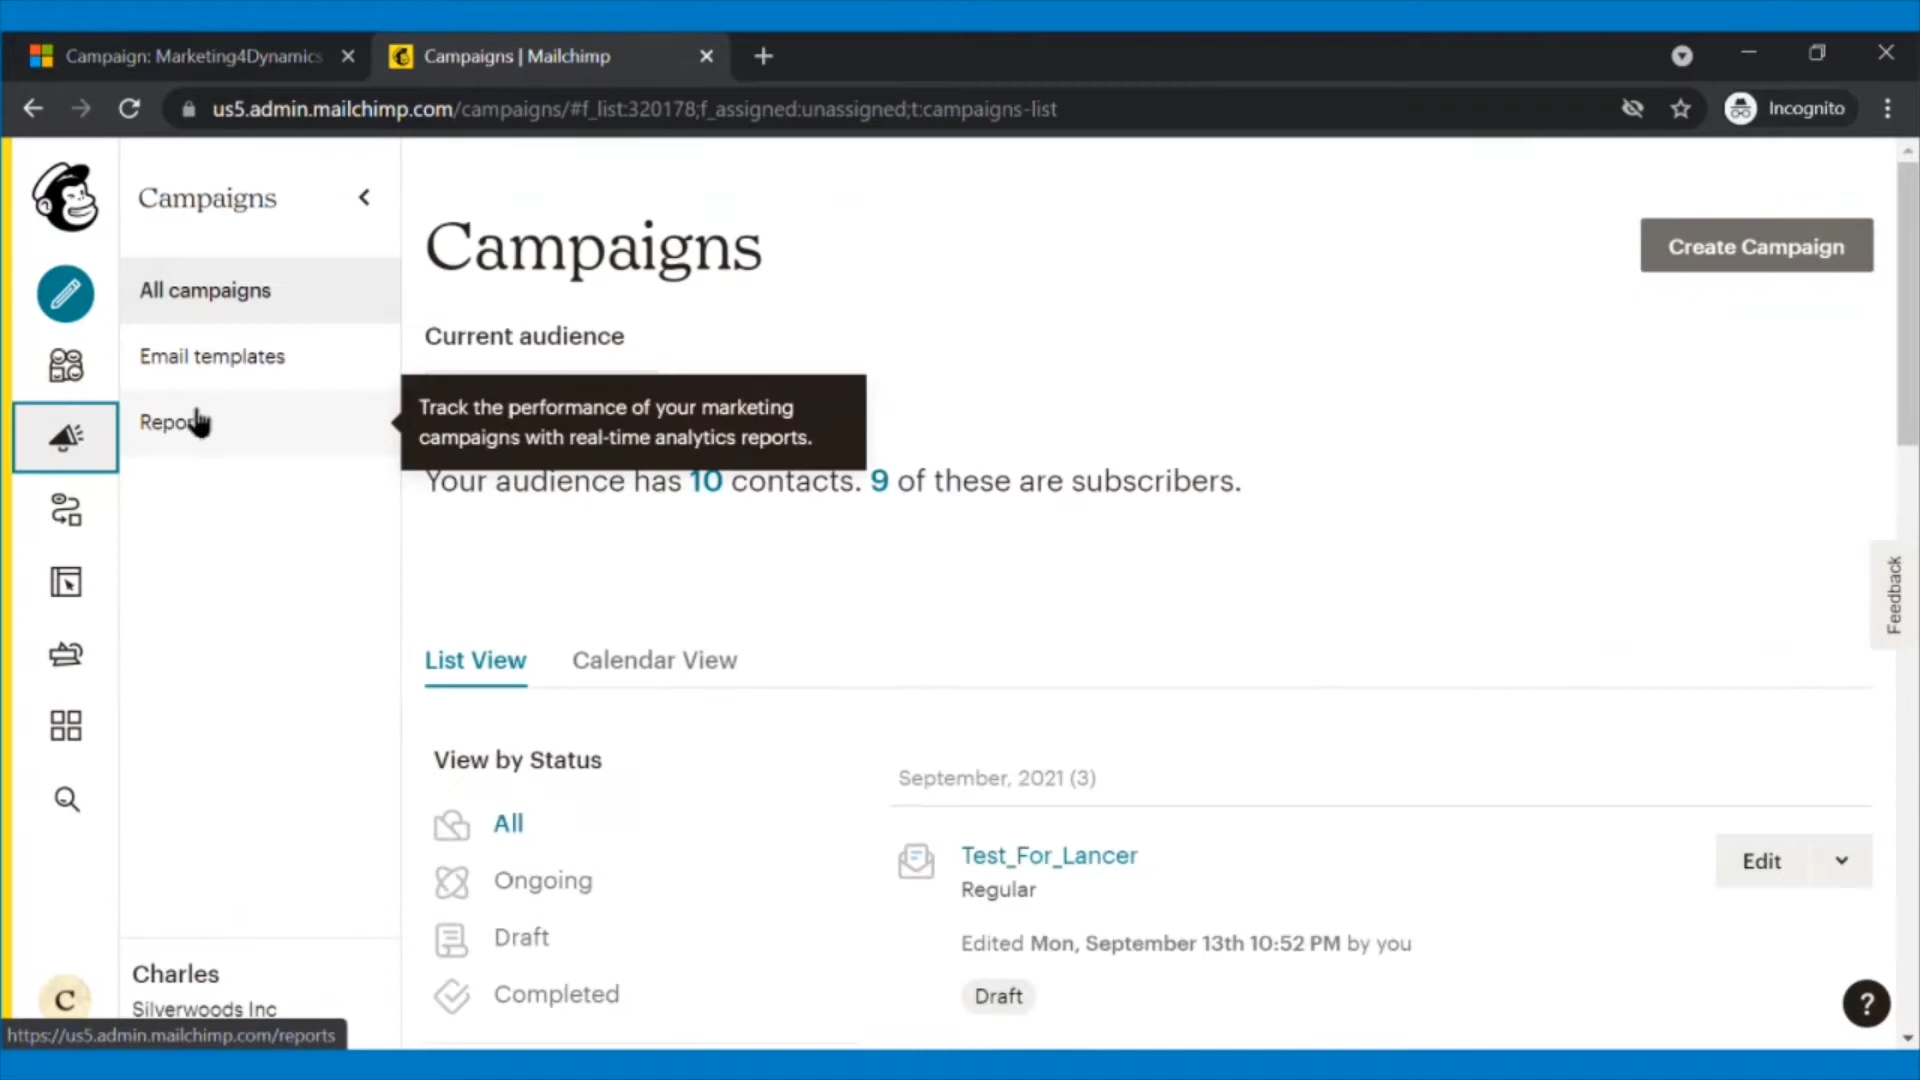 Campaign: Marketing4Dynamics
Campaigns | Mailchimp
us5.admin.mailchimp.com/campaigns/#f_list:320178;f_assigned:unassigned;t:campaigns-list
Incognito
Campaigns
All campaigns
Email templates
Report
Campaigns
Create Campaign
Current audience
Track the performance of your marketing
campaigns with real-time analytics reports.
Your audience has 10 contacts. 9 of these are subscribers.
Feedback
List View
Calendar View
View by Status
All
Ongoing
Draft
Completed
September, 2021 (3)
Test_For_Lancer
Regular
Edited Mon, September 13th 10:52 PM by you
Draft
Edit
?
C
Charles
Silverwoods Inc
https://us5.admin.mailchimp.com/reports